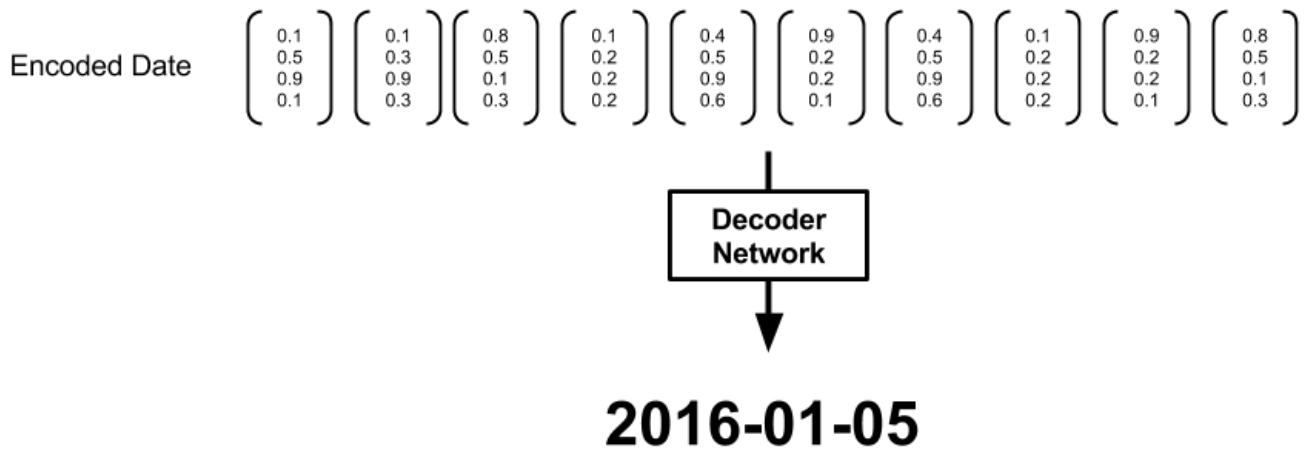 0.1 0.1 0.8 0.1 0.4 0.9 0.4 0.1 0.9 0.8
Encoded Date 0.5 0.3 0.5 0.2 0.5 0.2 0.5 0.2 0.2 0.5
0.9 0.9 0.1 0.2 0.9 0.2 0.9 0.2 0.2 0.1
0.1 0.3 0.3 0.2 0.6 0.1 0.6 0.2 0.1 0.3
Decoder
Network
2016-01-05